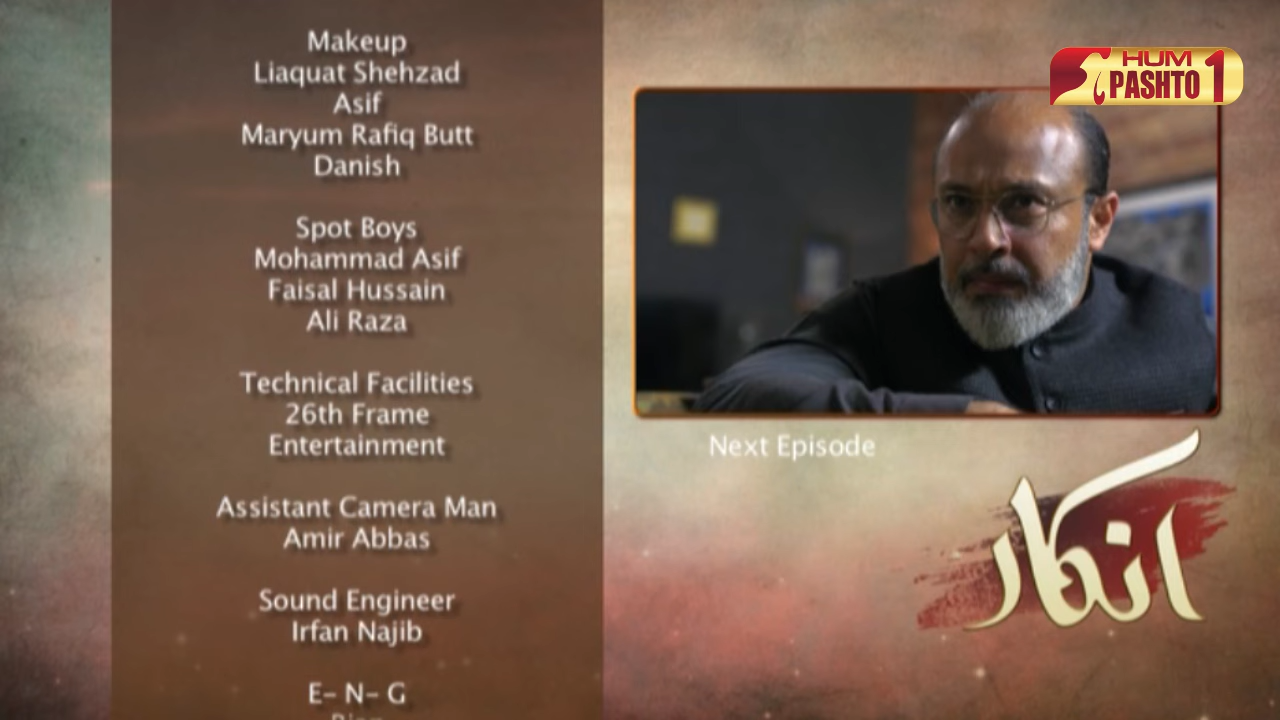 Makeup
Liaquat Shehzad
Asif
Maryum Rafiq Butt
Danish
Spot Boys
Mohammad Asif
Faisal Hussain
Ali Raza
Technical Facilities
26th Frame
Entertainment
Assistant Camera Man
Amir Abbas
Sound Engineer
Irfan Najib
E- N- G
HUM
PASHTO 1
Next Episode
انکار